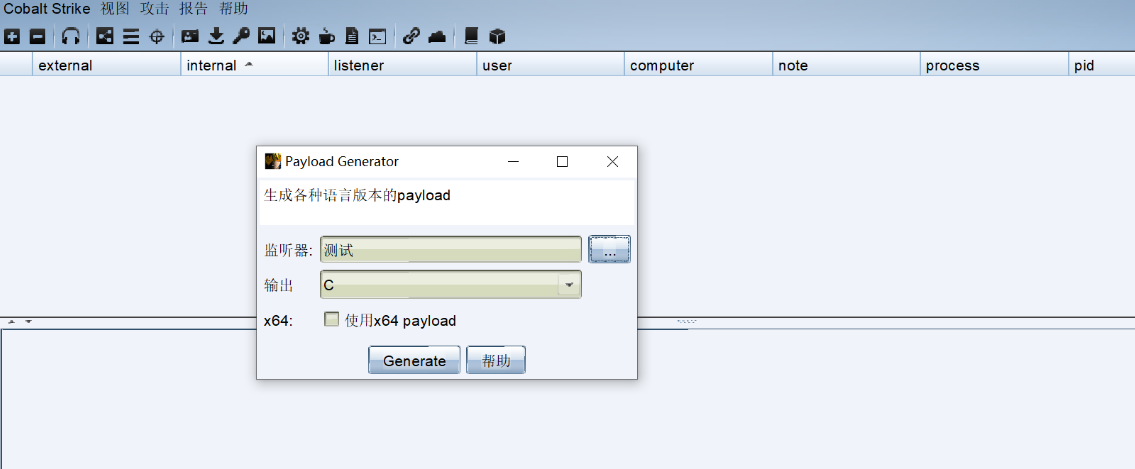 Cobalt Strike 视图 攻击 报告 帮助
external internal listener user computer note process pid
Payload Generator
生成各种语言版本的payload
监听器: 测试 ...
输出 C
x64: 使用x64 payload
Generate 帮助